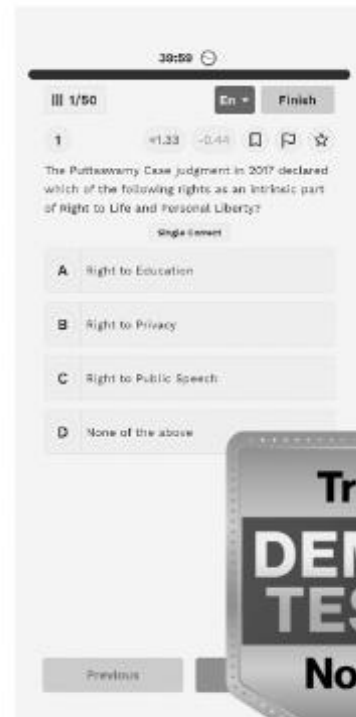 39:59
1/50 En Finish
1 +1.33 -0.44
The Puttaswamy Case judgment in 2017 declared
which of the following rights as an intrinsic part
of Right to Life and Personal Liberty?
Single Correct
A Right to Education
B Right to Privacy
C Right to Public Speech
D None of the above
Tr
DEM
TES
No
Previous